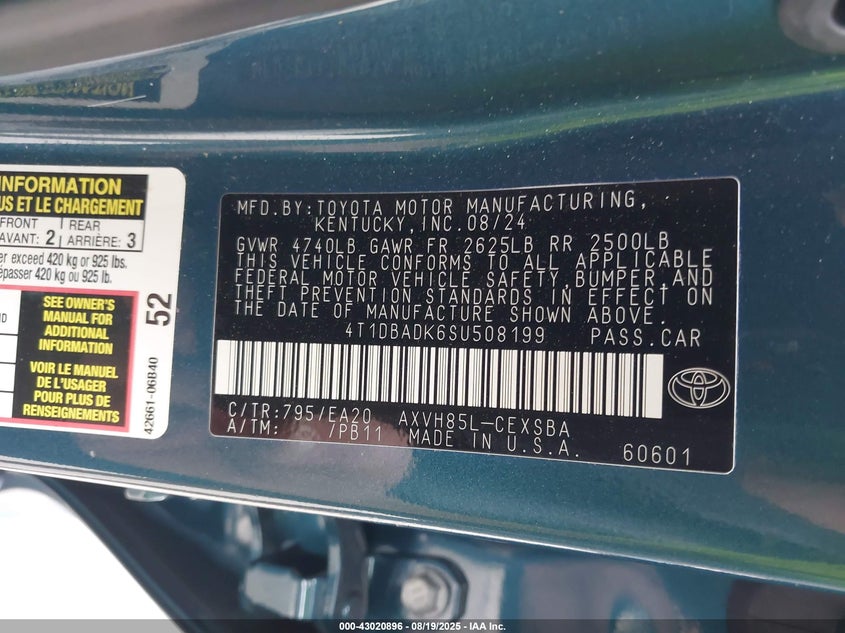 INFORMATION
US ET LE CHARGEMENT
FRONT
AVANT: 2
REAR
ARRIÈRE: 3
er exceed 420 kg or 925 lbs.
épasser 420 kg ou 925 lb.
SEE OWNER'S
MANUAL FOR
ADDITIONAL
INFORMATION
VOIR LE MANUEL
DE L'USAGER
POUR PLUS DE
RENSEIGNEMENTS
52
42661-06B40
MFD.BY:TOYOTA MOTOR MANUFACTURING,
KENTUCKY, INC.08/24
GVWR 4740LB GAWR FR 2625LB RR 2500LB
THIS VEHICLE CONFORMS TO ALL APPLICABLE
FEDERAL MOTOR VEHICLE SAFETY,BUMPER,AND
THEFT PREVENTION STANDARDS IN EFFECT ON
THE DATE OF MANUFACTURE SHOWN ABOVE.
4T1DBADK6SU508199 PASS.CAR
C/TR:795/EA20 AXVH85L-CEXSBA
A/TM: /PB11 MADE IN U.S.A.
60601
000-43020896 - 08/19/2025 - IAA Inc.